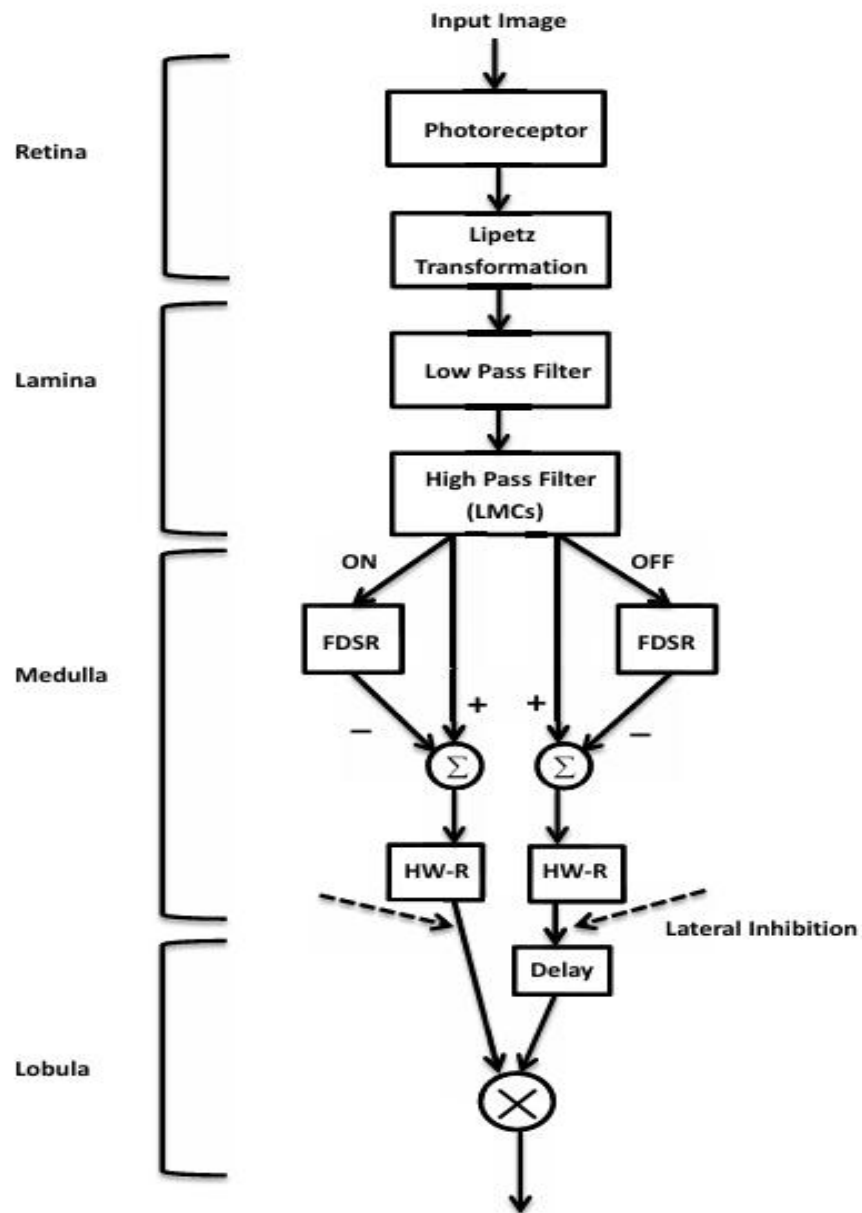 Input Image
Photoreceptor
Retina
Lipetz
Transformation
Low Pass Filter
Lamina
High Pass Filter
(LMCs)
ON
OFF
FDSR
FDSR
Medulla
+
+
−
−
Σ
Σ
HW-R
HW-R
Lateral Inhibition
Delay
Lobula